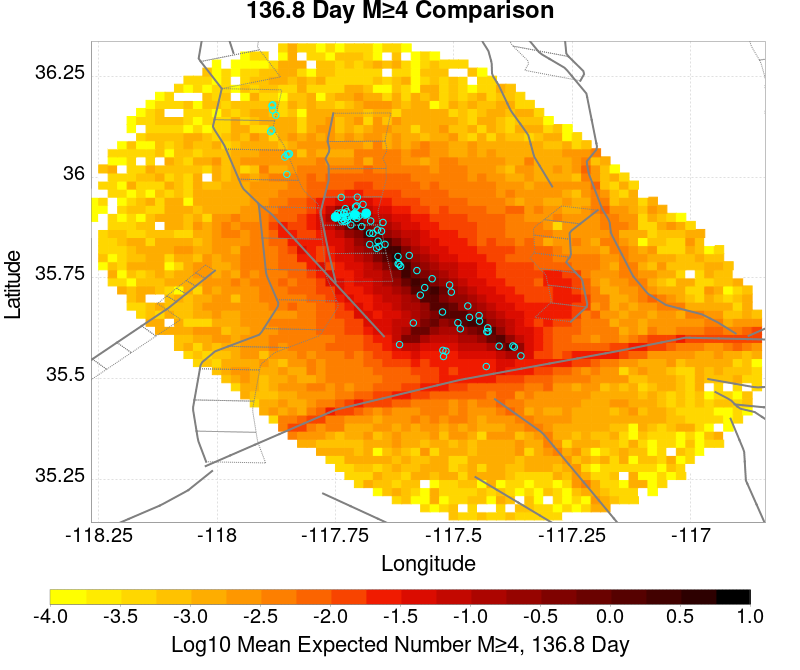 136.8 Day M≥4 Comparison
36.25
36
35.75
35.5
35.25
Latitude
-118.25 -118 -117.75 -117.5 -117.25 -117
Longitude
-4.0 -3.5 -3.0 -2.5 -2.0 -1.5 -1.0 -0.5 0.0 0.5 1.0
Log10 Mean Expected Number M≥4, 136.8 Day